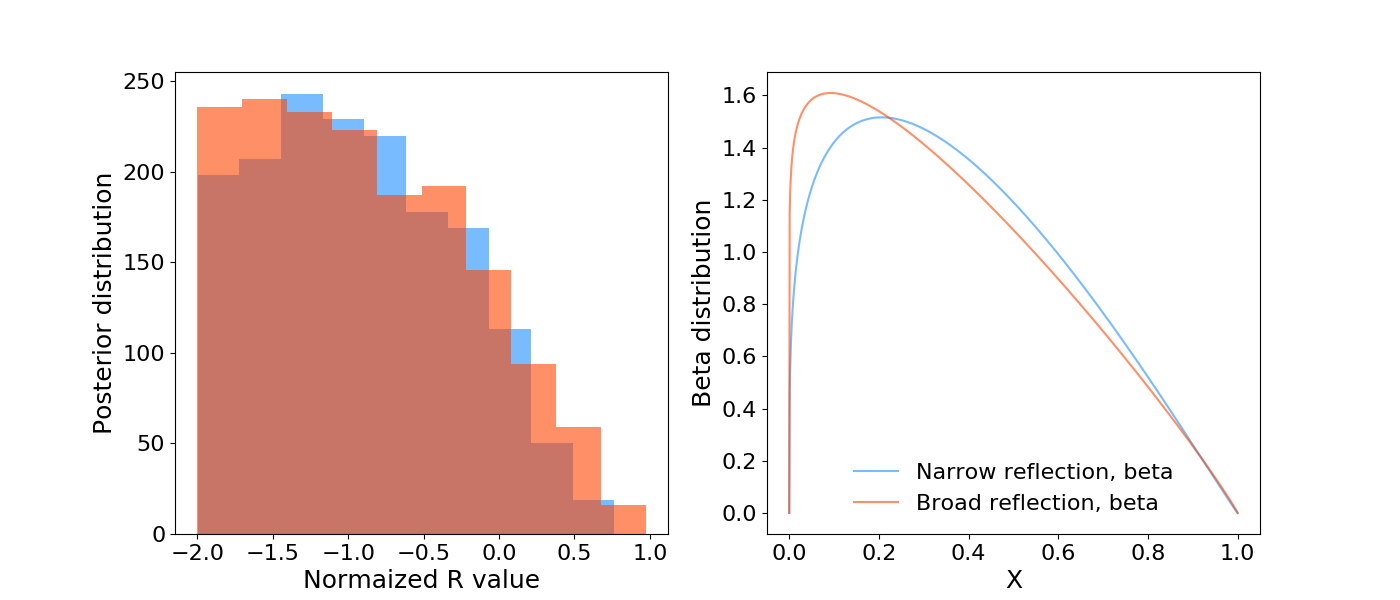 Posterior distribution
250
200
150
100
50
0
−2.0 −1.5 −1.0 −0.5 0.0 0.5 1.0
Normaized R value
Beta distribution
1.6
1.4
1.2
1.0
0.8
0.6
0.4
0.2
0.0
Narrow reflection, beta
Broad reflection, beta
0.0 0.2 0.4 0.6 0.8 1.0
X